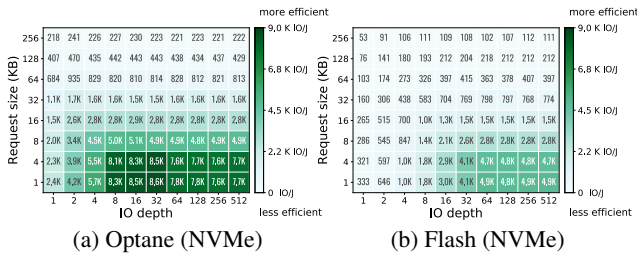 more efficient
more efficient
256 218 241 226 227 230 223 221 221 221 222 9.0 K IO/J
128 407 470 435 442 443 443 438 434 437 429
64 684 935 829 820 810 814 828 812 821 813 6.8 K IO/J
32 1.1K 1.7K 1.6K 1.5K 1.5K 1.6K 1.6K 1.6K 1.6K 1.6K
Request size (KB)
16 1.5K 2.6K 2.8K 2.8K 2.9K 2.8K 2.8K 2.8K 2.8K 2.8K 4.5 K IO/J
8 2.0K 3.4K 4.5K 5.0K 5.1K 4.9K 4.9K 4.8K 4.9K 4.9K
4 2.3K 3.9K 5.5K 8.1K 8.3K 8.5K 7.6K 7.7K 7.6K 7.7K 2.2 K IO/J
1 2.4K 4.2K 5.7K 8.3K 8.5K 8.6K 7.8K 7.8K 7.6K 7.7K 0 IO/J
1 2 4 8 16 32 64 128 256 512
IO depth
less efficient
(a) Optane (NVMe)
256 53 91 106 111 109 108 102 107 112 111 9.0 K IO/J
128 76 141 180 193 212 204 218 212 212 212
64 103 174 273 326 397 415 363 378 407 397 6.8 K IO/J
32 160 306 438 583 704 769 798 797 768 774
Request size (KB)
16 265 515 700 1.0K 1.3K 1.5K 1.5K 1.5K 1.5K 1.5K 4.5 K IO/J
8 286 545 847 1.4K 2.1K 2.6K 2.8K 2.8K 2.8K 2.8K
4 321 597 1.0K 1.8K 2.9K 4.1K 4.7K 4.8K 4.8K 4.7K 2.2 K IO/J
1 333 646 1.0K 1.8K 3.0K 4.1K 4.9K 4.9K 4.9K 4.9K 0 IO/J
1 2 4 8 16 32 64 128 256 512
IO depth
less efficient
(b) Flash (NVMe)